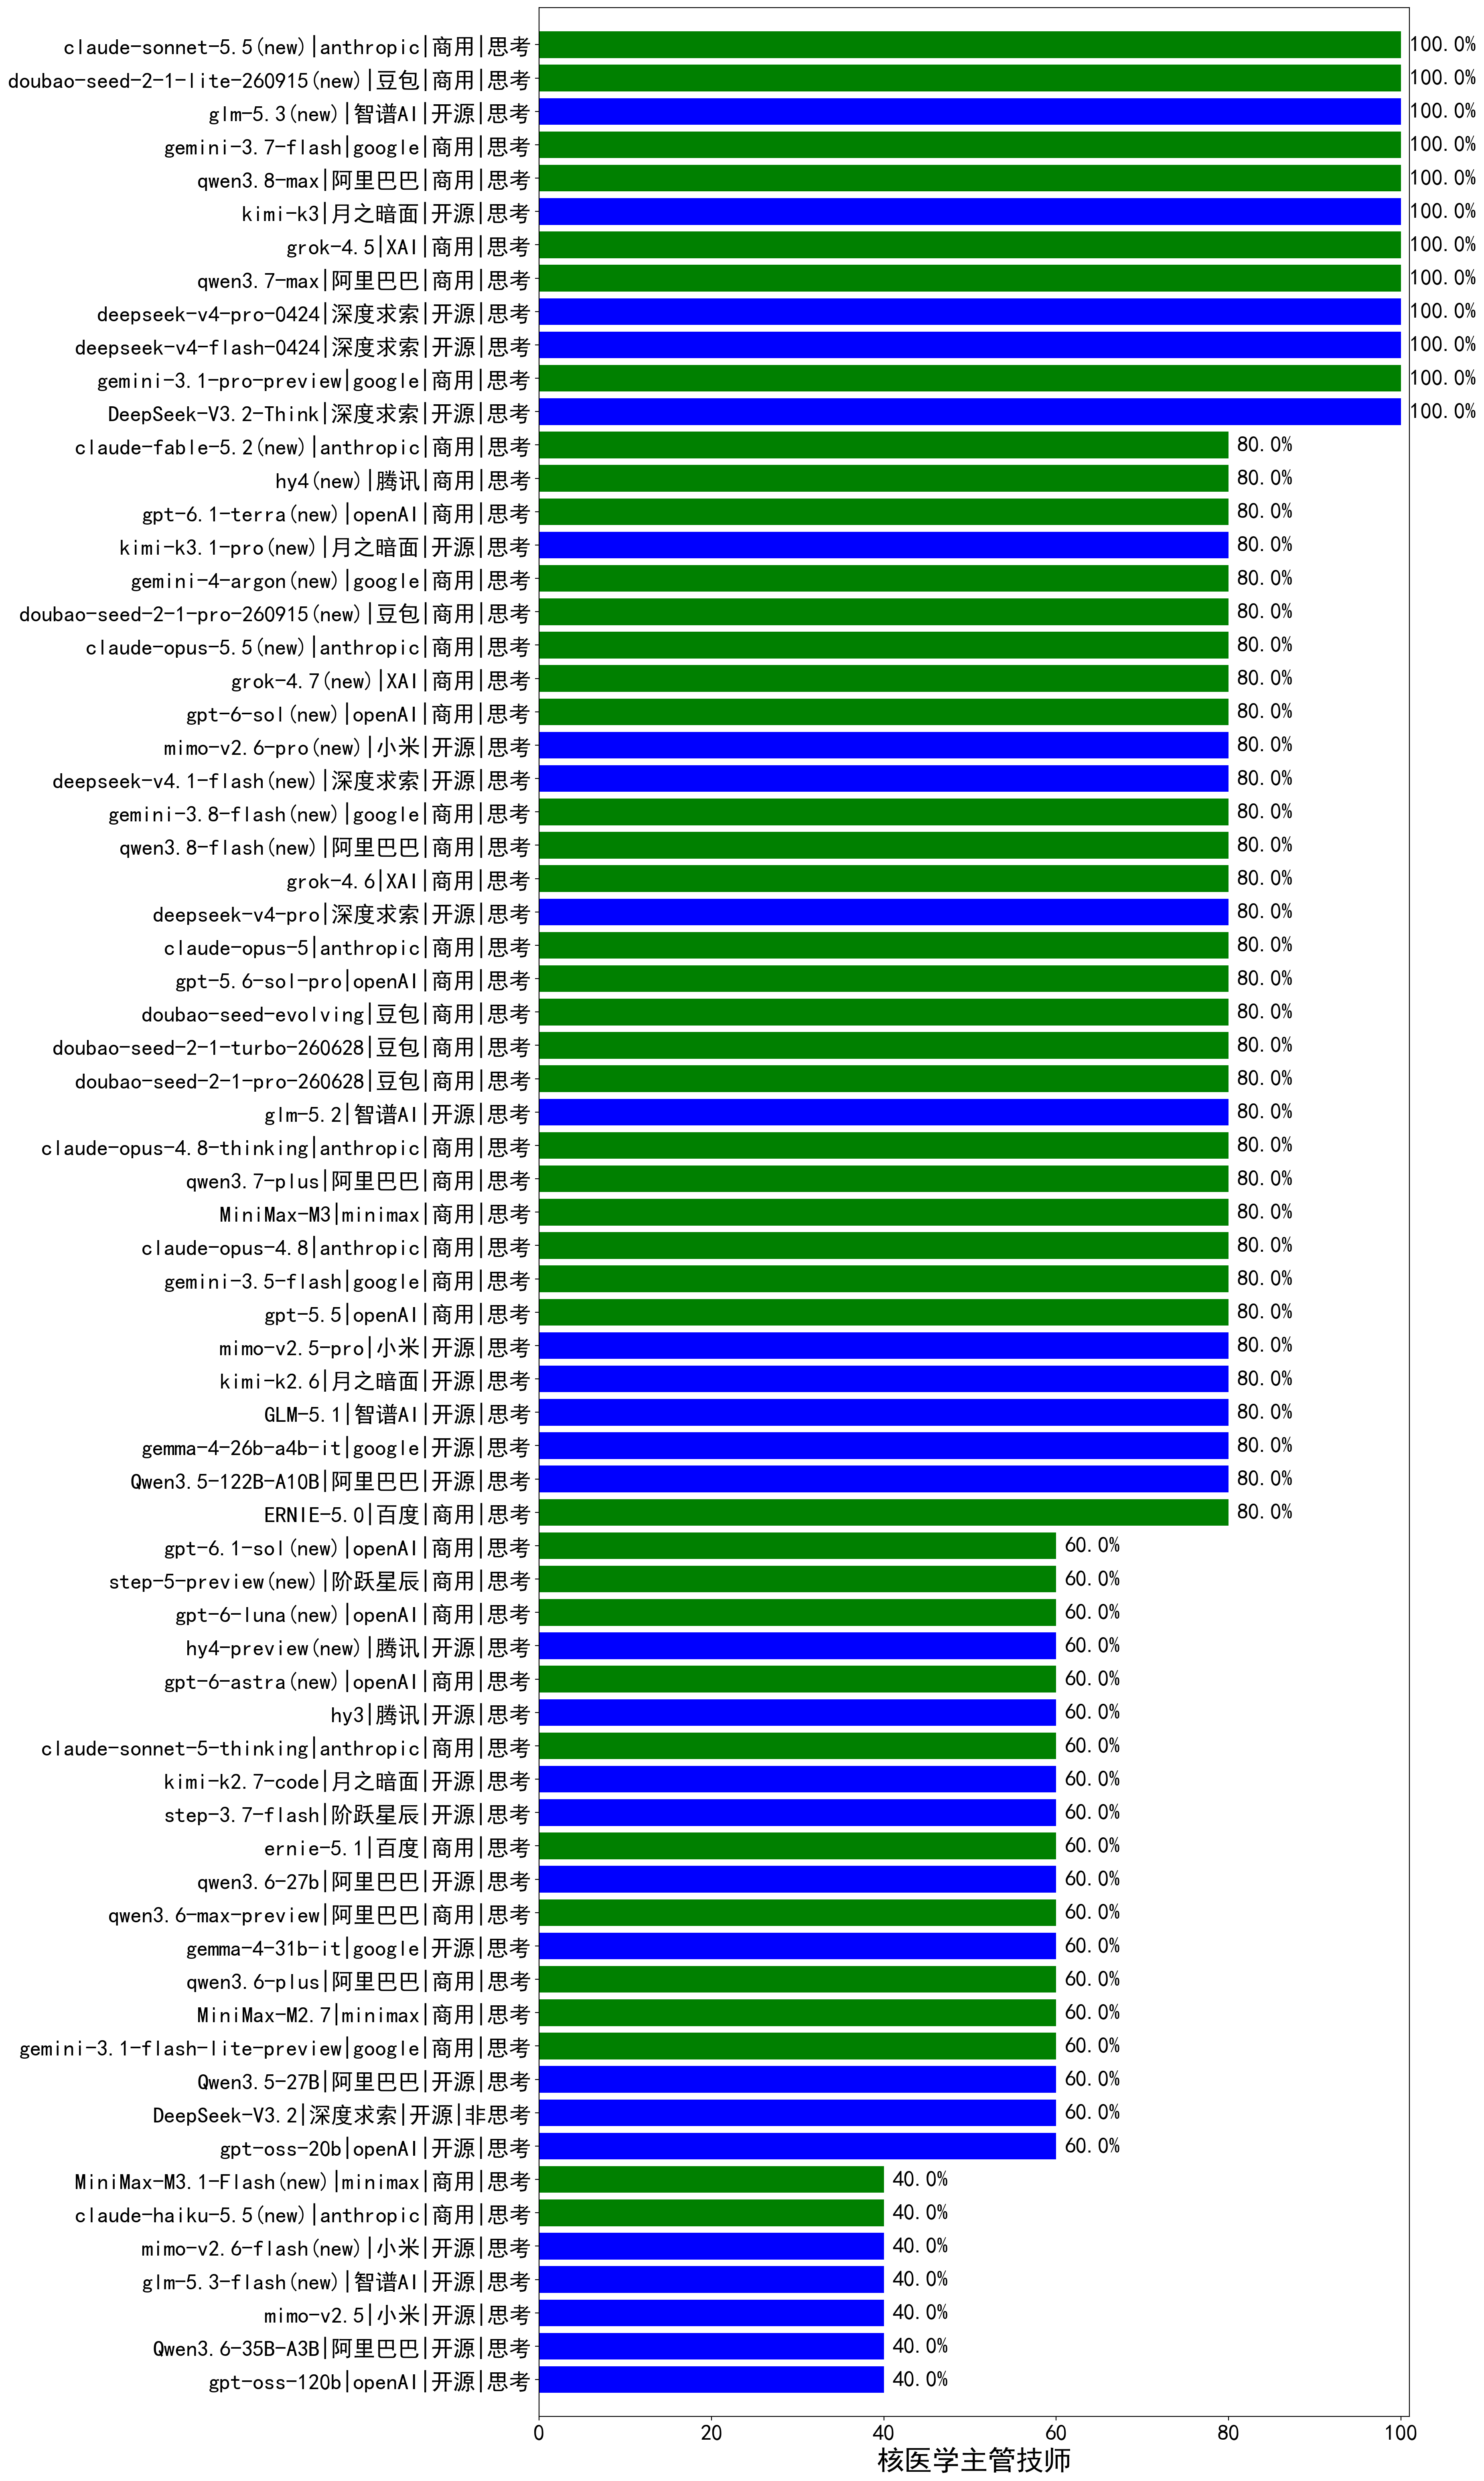 claude-sonnet-5.5(new)|anthropic|商用|思考 100.0%
doubao-seed-2-1-lite-260915(new)|豆包|商用|思考 100.0%
glm-5.3(new)|智谱AI|开源|思考 100.0%
gemini-3.7-flash|google|商用|思考 100.0%
qwen3.8-max|阿里巴巴|商用|思考 100.0%
kimi-k3|月之暗面|开源|思考 100.0%
grok-4.5|XAI|商用|思考 100.0%
qwen3.7-max|阿里巴巴|商用|思考 100.0%
deepseek-v4-pro-0424|深度求索|开源|思考 100.0%
deepseek-v4-flash-0424|深度求索|开源|思考 100.0%
gemini-3.1-pro-preview|google|商用|思考 100.0%
DeepSeek-V3.2-Think|深度求索|开源|思考 100.0%
claude-fable-5.2(new)|anthropic|商用|思考 80.0%
hy4(new)|腾讯|商用|思考 80.0%
gpt-6.1-terra(new)|openAI|商用|思考 80.0%
kimi-k3.1-pro(new)|月之暗面|开源|思考 80.0%
gemini-4-argon(new)|google|商用|思考 80.0%
doubao-seed-2-1-pro-260915(new)|豆包|商用|思考 80.0%
claude-opus-5.5(new)|anthropic|商用|思考 80.0%
grok-4.7(new)|XAI|商用|思考 80.0%
gpt-6-sol(new)|openAI|商用|思考 80.0%
mimo-v2.6-pro(new)|小米|开源|思考 80.0%
deepseek-v4.1-flash(new)|深度求索|开源|思考 80.0%
gemini-3.8-flash(new)|google|商用|思考 80.0%
qwen3.8-flash(new)|阿里巴巴|商用|思考 80.0%
grok-4.6|XAI|商用|思考 80.0%
deepseek-v4-pro|深度求索|开源|思考 80.0%
claude-opus-5|anthropic|商用|思考 80.0%
gpt-5.6-sol-pro|openAI|商用|思考 80.0%
doubao-seed-evolving|豆包|商用|思考 80.0%
doubao-seed-2-1-turbo-260628|豆包|商用|思考 80.0%
doubao-seed-2-1-pro-260628|豆包|商用|思考 80.0%
glm-5.2|智谱AI|开源|思考 80.0%
claude-opus-4.8-thinking|anthropic|商用|思考 80.0%
qwen3.7-plus|阿里巴巴|商用|思考 80.0%
MiniMax-M3|minimax|商用|思考 80.0%
claude-opus-4.8|anthropic|商用|思考 80.0%
gemini-3.5-flash|google|商用|思考 80.0%
gpt-5.5|openAI|商用|思考 80.0%
mimo-v2.5-pro|小米|开源|思考 80.0%
kimi-k2.6|月之暗面|开源|思考 80.0%
GLM-5.1|智谱AI|开源|思考 80.0%
gemma-4-26b-a4b-it|google|开源|思考 80.0%
Qwen3.5-122B-A10B|阿里巴巴|开源|思考 80.0%
ERNIE-5.0|百度|商用|思考 80.0%
gpt-6.1-sol(new)|openAI|商用|思考 60.0%
step-5-preview(new)|阶跃星辰|商用|思考 60.0%
gpt-6-luna(new)|openAI|商用|思考 60.0%
hy4-preview(new)|腾讯|开源|思考 60.0%
gpt-6-astra(new)|openAI|商用|思考 60.0%
hy3|腾讯|开源|思考 60.0%
claude-sonnet-5-thinking|anthropic|商用|思考 60.0%
kimi-k2.7-code|月之暗面|开源|思考 60.0%
step-3.7-flash|阶跃星辰|开源|思考 60.0%
ernie-5.1|百度|商用|思考 60.0%
qwen3.6-27b|阿里巴巴|开源|思考 60.0%
qwen3.6-max-preview|阿里巴巴|商用|思考 60.0%
gemma-4-31b-it|google|开源|思考 60.0%
qwen3.6-plus|阿里巴巴|商用|思考 60.0%
MiniMax-M2.7|minimax|商用|思考 60.0%
gemini-3.1-flash-lite-preview|google|商用|思考 60.0%
Qwen3.5-27B|阿里巴巴|开源|思考 60.0%
DeepSeek-V3.2|深度求索|开源|非思考 60.0%
gpt-oss-20b|openAI|开源|思考 60.0%
MiniMax-M3.1-Flash(new)|minimax|商用|思考 40.0%
claude-haiku-5.5(new)|anthropic|商用|思考 40.0%
mimo-v2.6-flash(new)|小米|开源|思考 40.0%
glm-5.3-flash(new)|智谱AI|开源|思考 40.0%
mimo-v2.5|小米|开源|思考 40.0%
Qwen3.6-35B-A3B|阿里巴巴|开源|思考 40.0%
gpt-oss-120b|openAI|开源|思考 40.0%
0 20 40 60 80 100
核医学主管技师